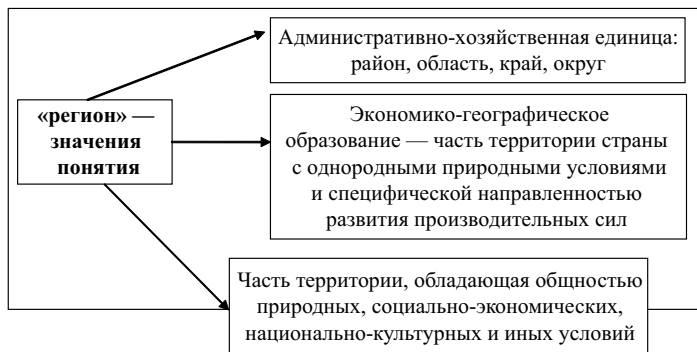 «регион» —
значения
понятия
Административно-хозяйственная единица:
район, область, край, округ
Экономико-географическое
образование — часть территории страны
с однородными природными условиями
и специфической направленностью
развития производительных сил
Часть территории, обладающая общностью
природных, социально-экономических,
национально-культурных и иных условий